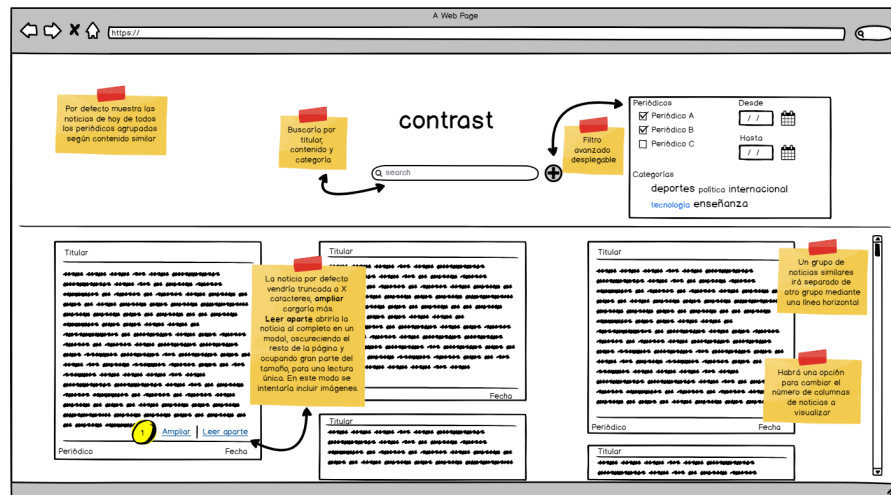 A Web Page
https://
Por defecto muestra las
noticias de hoy de todos
los periódicos agrupadas
según contenido similar
Buscaría por
titular,
contenido y
categoría
contrast
search
Filtro
avanzado
desplegable
Periódicos
Periódico A
Periódico B
Periódico C
Desde
/ /
Hasta
/ /
Categorías
deportes política internacional
tecnología enseñanza
Titular
Ampliar | Leer aparte
1
Periódico
Fecha
La noticia por defecto
vendría truncada a X
caracteres, ampliar
cargaría más.
Leer aparte abriría la
noticia al completo en un
modal, oscureciendo el
resto de la página y
ocupando gran parte del
tamaño, para una lectura
única. En este modo se
intentaría incluir imágenes.
Titular
Fecha
Titular
Titular
Periódico
Fecha
Titular
Un grupo de
noticias similares
irá separado de
otro grupo mediante
una línea horizontal
Habrá una opción
para cambiar el
número de columnas
de noticias a
visualizar